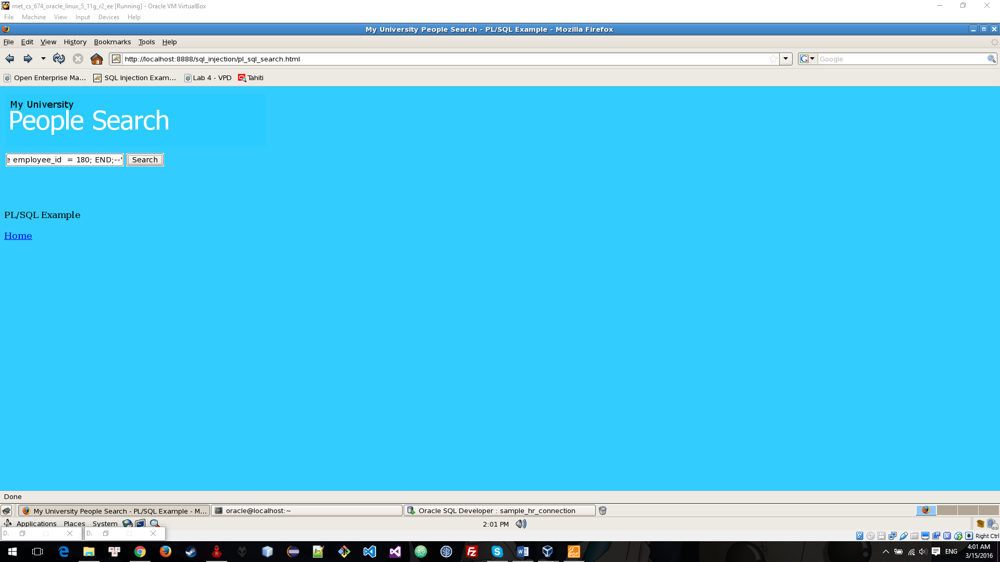 met_cs_674_oracle_linux_5_11g_r2_ee [Running] - Oracle VM VirtualBox
File Machine View Input Devices Help
My University People Search - PL/SQL Example - Mozilla Firefox
File Edit View History Bookmarks Tools Help
http://localhost:8888/sql_injection/pl_sql_search.html
G Google
Open Enterprise Ma... SQL Injection Exam... Lab 4 - VPD Tahiti
My University
People Search
e employee_id  = 180; END;--' Search
PL/SQL Example
Home
Done
My University People Search - PL/SQL Example - M... oracle@localhost:~ Oracle SQL Developer : sample_hr_connection
Applications Places System 2:01 PM
D. D.
Right Ctrl
ENG 4:01 AM
3/15/2016